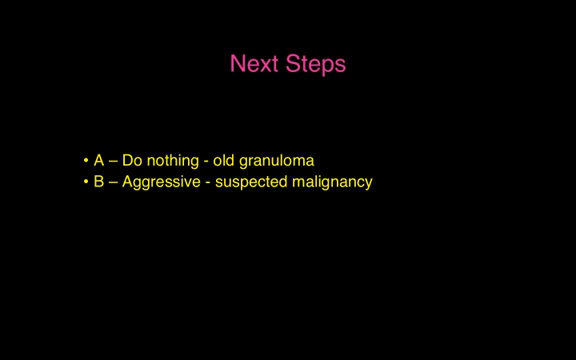 Next Steps
• A – Do nothing - old granuloma
• B – Aggressive - suspected malignancy